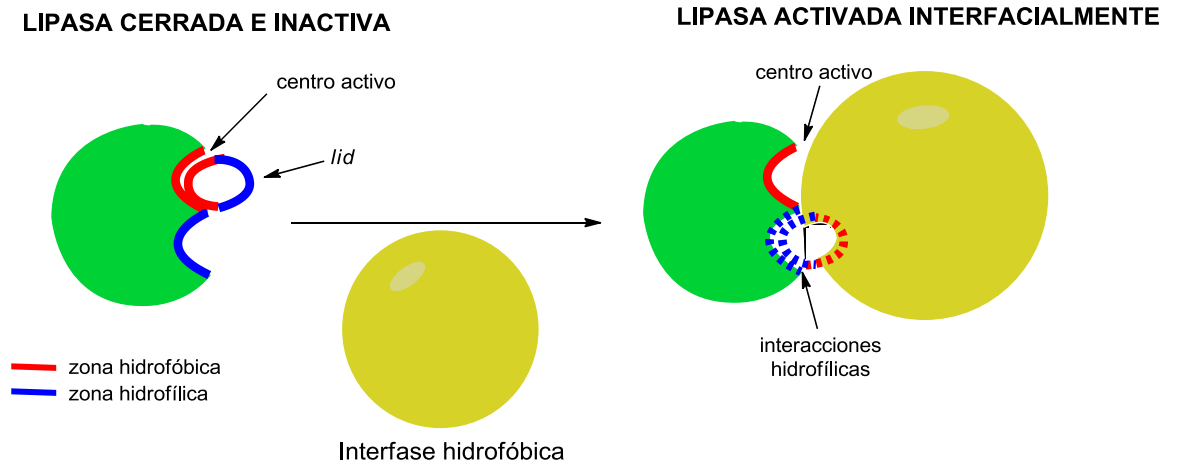 LIPASA CERRADA E INACTIVA
LIPASA ACTIVADA INTERFACIALMENTE
centro activo
lid
centro activo
zona hidrofóbica
zona hidrofílica
Interfase hidrofóbica
interacciones
hidrofílicas